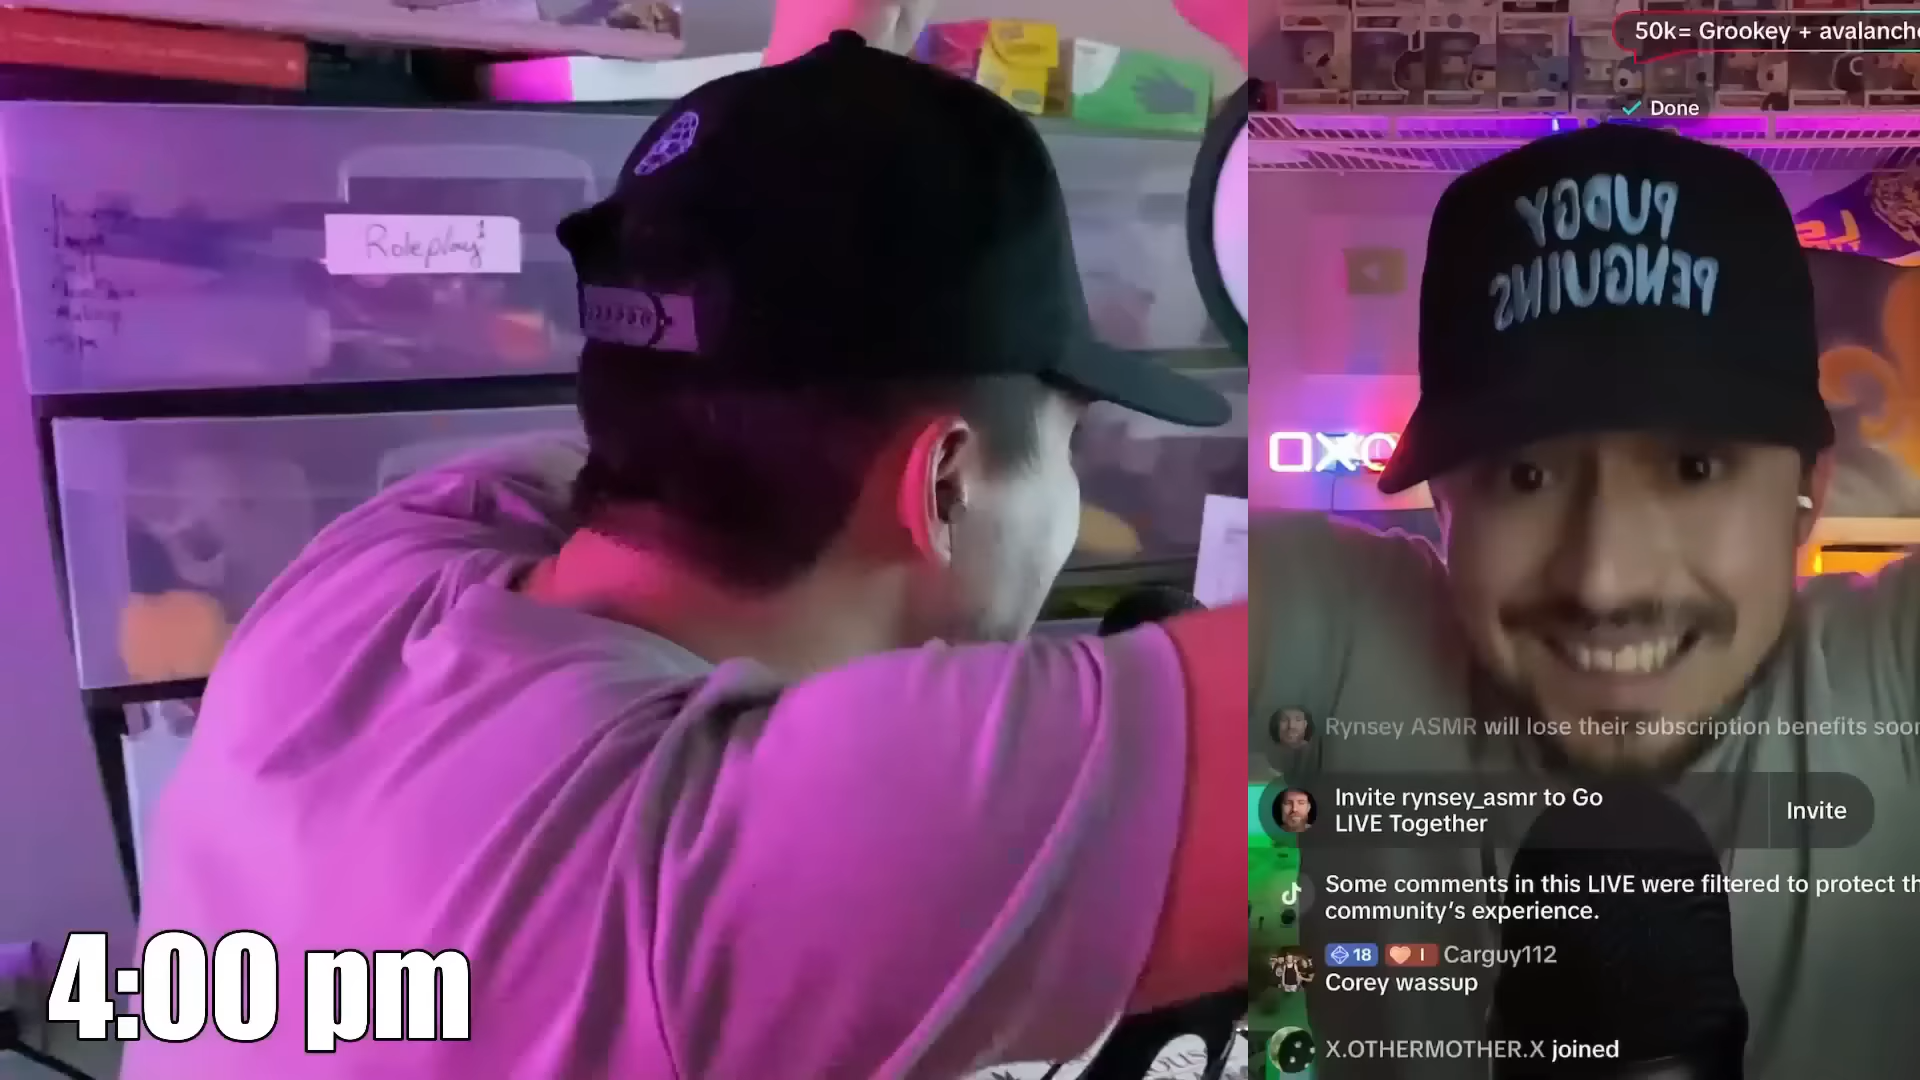 Roleplay 1
4:00 pm
50k= Grookey + avalanche
Done
PUDGY
PENGUINS
Rynsey ASMR will lose their subscription benefits soon
Invite rynsey_asmr to Go
LIVE Together
Invite
Some comments in this LIVE were filtered to protect th
community's experience.
18 I Carguy112
Corey wassup
X.OTHERMOTHER.X joined